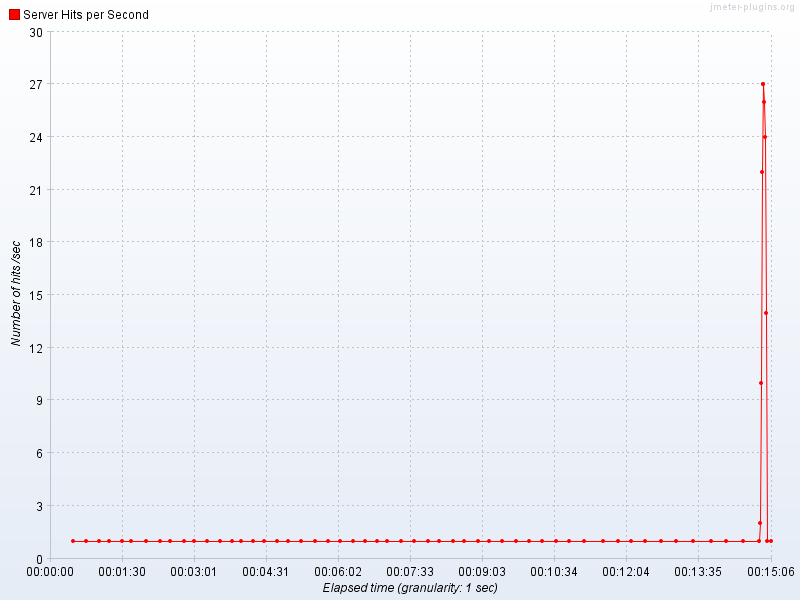 jmeter-plugins.org
Server Hits per Second
30
27
24
21
18
15
12
9
6
3
0
Number of hits /sec
00:00:00 00:01:30 00:03:01 00:04:31 00:06:02 00:07:33 00:09:03 00:10:34 00:12:04 00:13:35 00:15:06
Elapsed time (granularity: 1 sec)